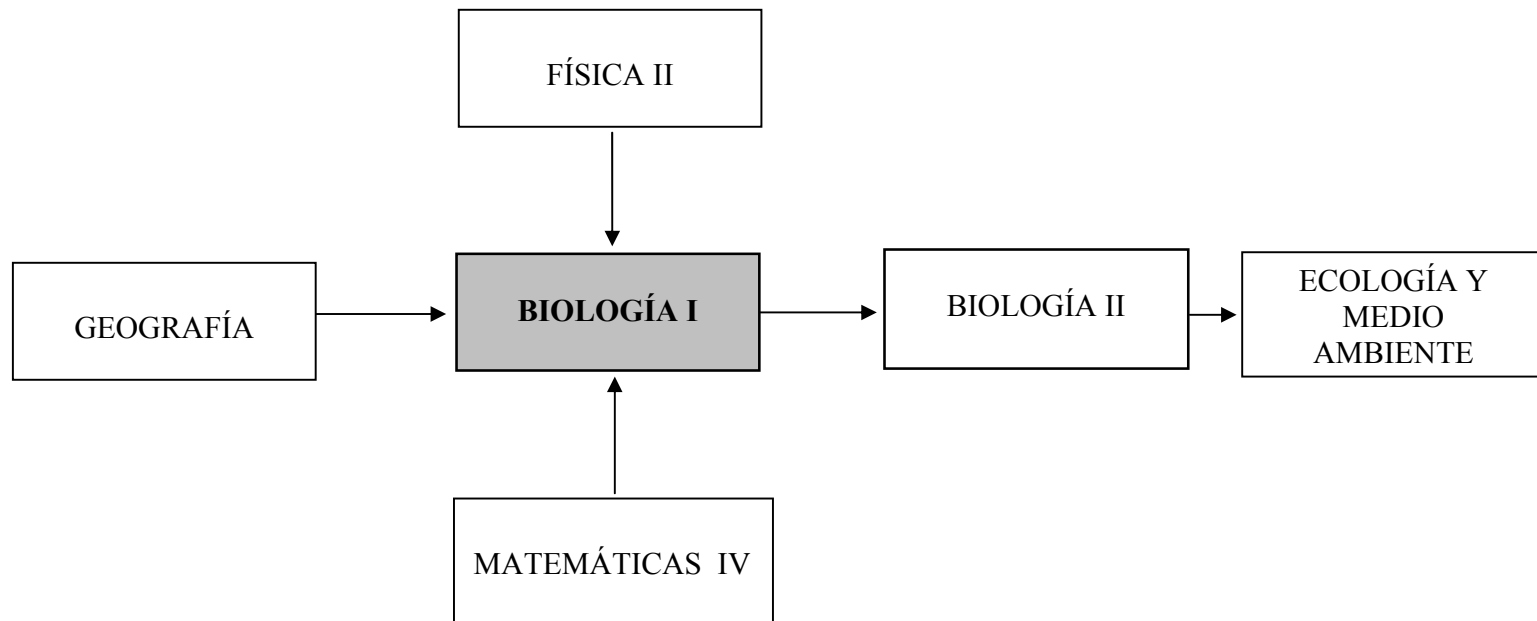 FÍSICA II
GEOGRAFÍA
BIOLOGÍA I
BIOLOGÍA II
ECOLOGÍA Y
MEDIO
AMBIENTE
MATEMÁTICAS IV